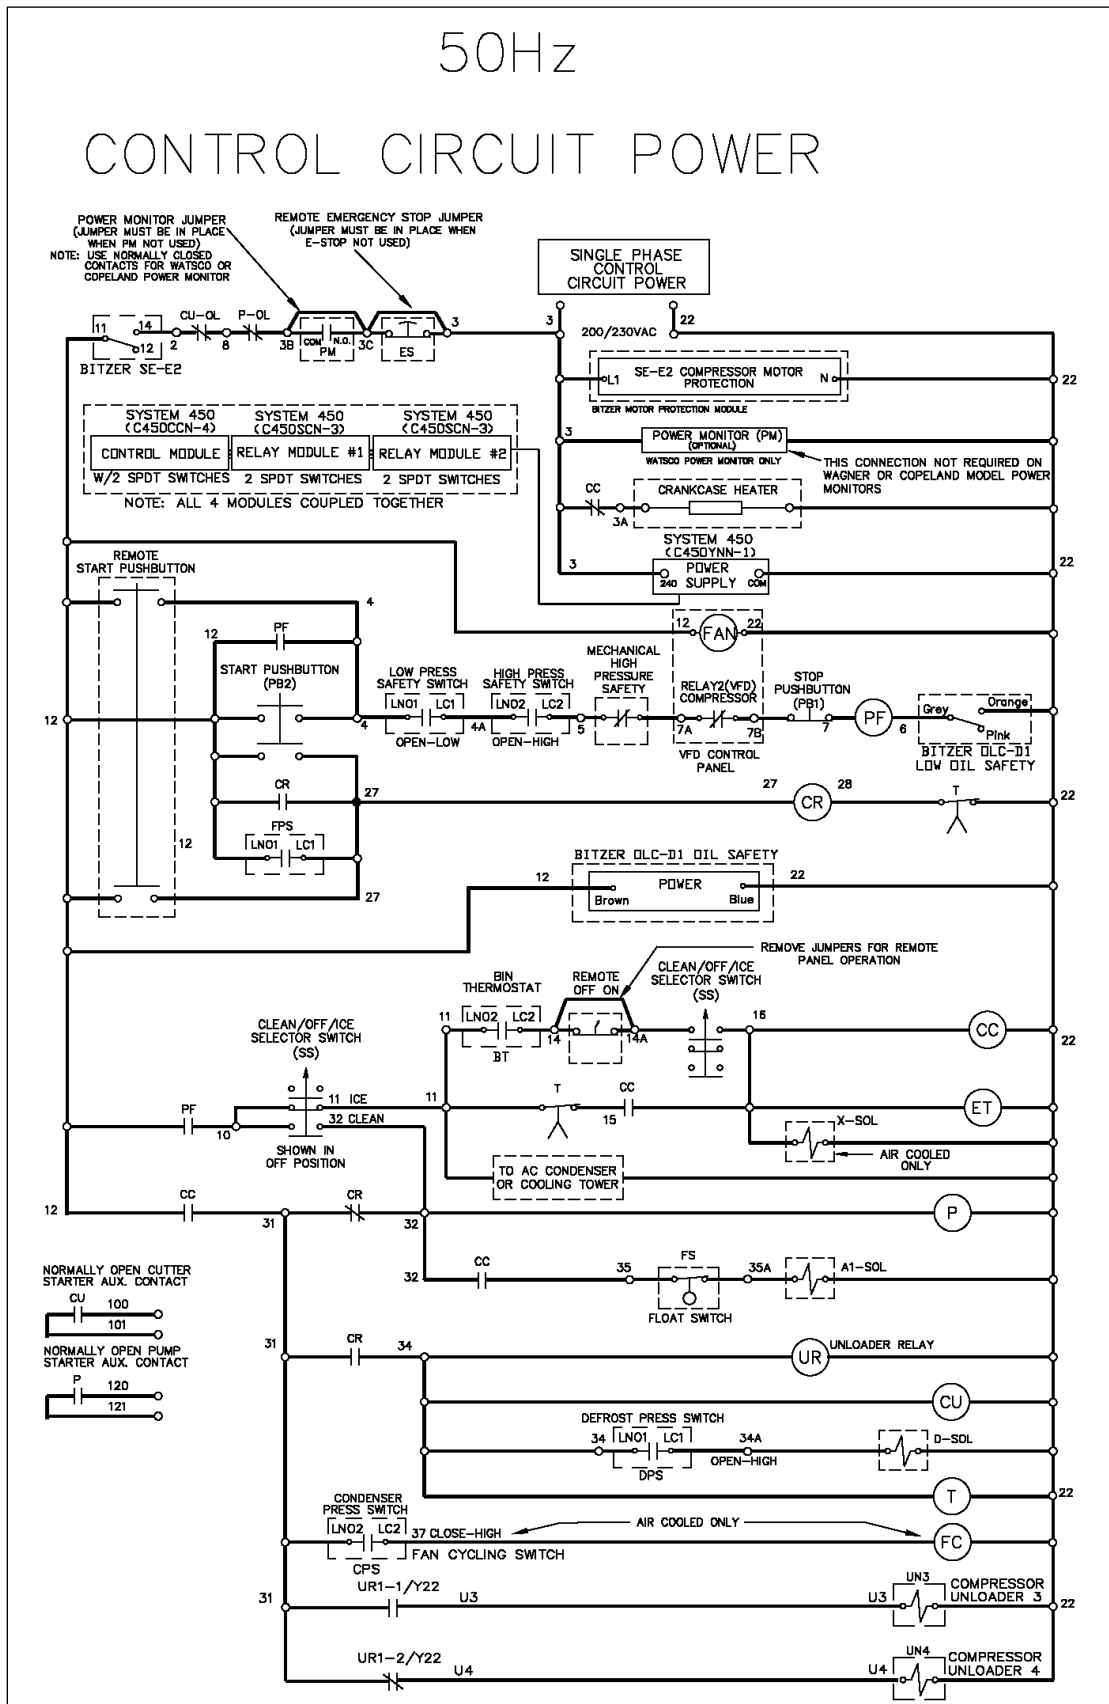 50Hz
CONTROL CIRCUIT POWER
POWER MONITOR JUMPER
(JUMPER MUST BE IN PLACE
WHEN PM NOT USED)
NOTE: USE NORMALLY CLOSED
CONTACTS FOR WATSCO OR
COPELAND POWER MONITOR
REMOTE EMERGENCY STOP JUMPER
(JUMPER MUST BE IN PLACE WHEN
E-STOP NOT USED)
SINGLE PHASE
CONTROL
CIRCUIT POWER
11 14 12 2 CU-OL 8 P-OL 3B COM N.O. 3C 3
PM
ES
BITZER SE-E2
3 200/230VAC 22
SE-E2 COMPRESSOR MOTOR
PROTECTION
L1 N
22
BITZER MOTOR PROTECTION MODULE
SYSTEM 450
(C450CCN-4)
CONTROL MODULE
W/2 SPDT SWITCHES
SYSTEM 450
(C450SCN-3)
RELAY MODULE #1
2 SPDT SWITCHES
SYSTEM 450
(C450SCN-3)
RELAY MODULE #2
2 SPDT SWITCHES
NOTE: ALL 4 MODULES COUPLED TOGETHER
3
POWER MONITOR (PM)
(OPTIONAL)
WATSCO POWER MONITOR ONLY
THIS CONNECTION NOT REQUIRED ON
WAGNER OR COPELAND MODEL POWER
MONITORS
CC 3A
CRANKCASE HEATER
SYSTEM 450
(C450YNN-1)
POWER
SUPPLY
240 COM
3
22
REMOTE
START PUSHBUTTON
4
12 PF
START PUSHBUTTON
(PB2)
12 FAN 22
12
4
LOW PRESS
SAFETY SWITCH
LNO1 LC1
OPEN-LOW
4A
HIGH PRESS
SAFETY SWITCH
LNO2 LC2
OPEN-HIGH
5
MECHANICAL
HIGH
PRESSURE
SAFETY
7A
RELAY2(VFD)
COMPRESSOR
7B
VFD CONTROL
PANEL
STOP
PUSHBUTTON
(PB1)
7
PF
6
Grey Orange
Pink
BITZER OLC-D1
LOW OIL SAFETY
CR 27
27 CR 28 T 22
FPS
LNO1 LC1
12
27
BITZER OLC-D1 OIL SAFETY
12 POWER 22
Brown Blue
REMOVE JUMPERS FOR REMOTE
PANEL OPERATION
BIN
THERMOSTAT
11 LNO2 LC2
BT
14
REMOTE
OFF ON
14A
CLEAN/OFF/ICE
SELECTOR SWITCH
(SS)
16 CC 22
CLEAN/OFF/ICE
SELECTOR SWITCH
(SS)
11 ICE
32 CLEAN
SHOWN IN
OFF POSITION
PF 10
11 T 15 CC ET
X-SOL
AIR COOLED
ONLY
TO AC CONDENSER
OR COOLING TOWER
12 CC 31 CR 32 P 22
32 CC 35 FS 35A A1-SOL
FLOAT SWITCH
NORMALLY OPEN CUTTER
STARTER AUX. CONTACT
CU 100
101
NORMALLY OPEN PUMP
STARTER AUX. CONTACT
P 120
121
31 CR 34 UR UNLOADER RELAY
CU
DEFROST PRESS SWITCH
34 LNO1 LC1 34A
DPS
OPEN-HIGH
D-SOL
T 22
CONDENSER
PRESS SWITCH
LNO2 LC2
CPS
37 CLOSE-HIGH
FAN CYCLING SWITCH
AIR COOLED ONLY
FC
31 UR1-1/Y22 U3 U3 UN3
COMPRESSOR
UNLOADER 3
22
UR1-2/Y22 U4 U4 UN4
COMPRESSOR
UNLOADER 4